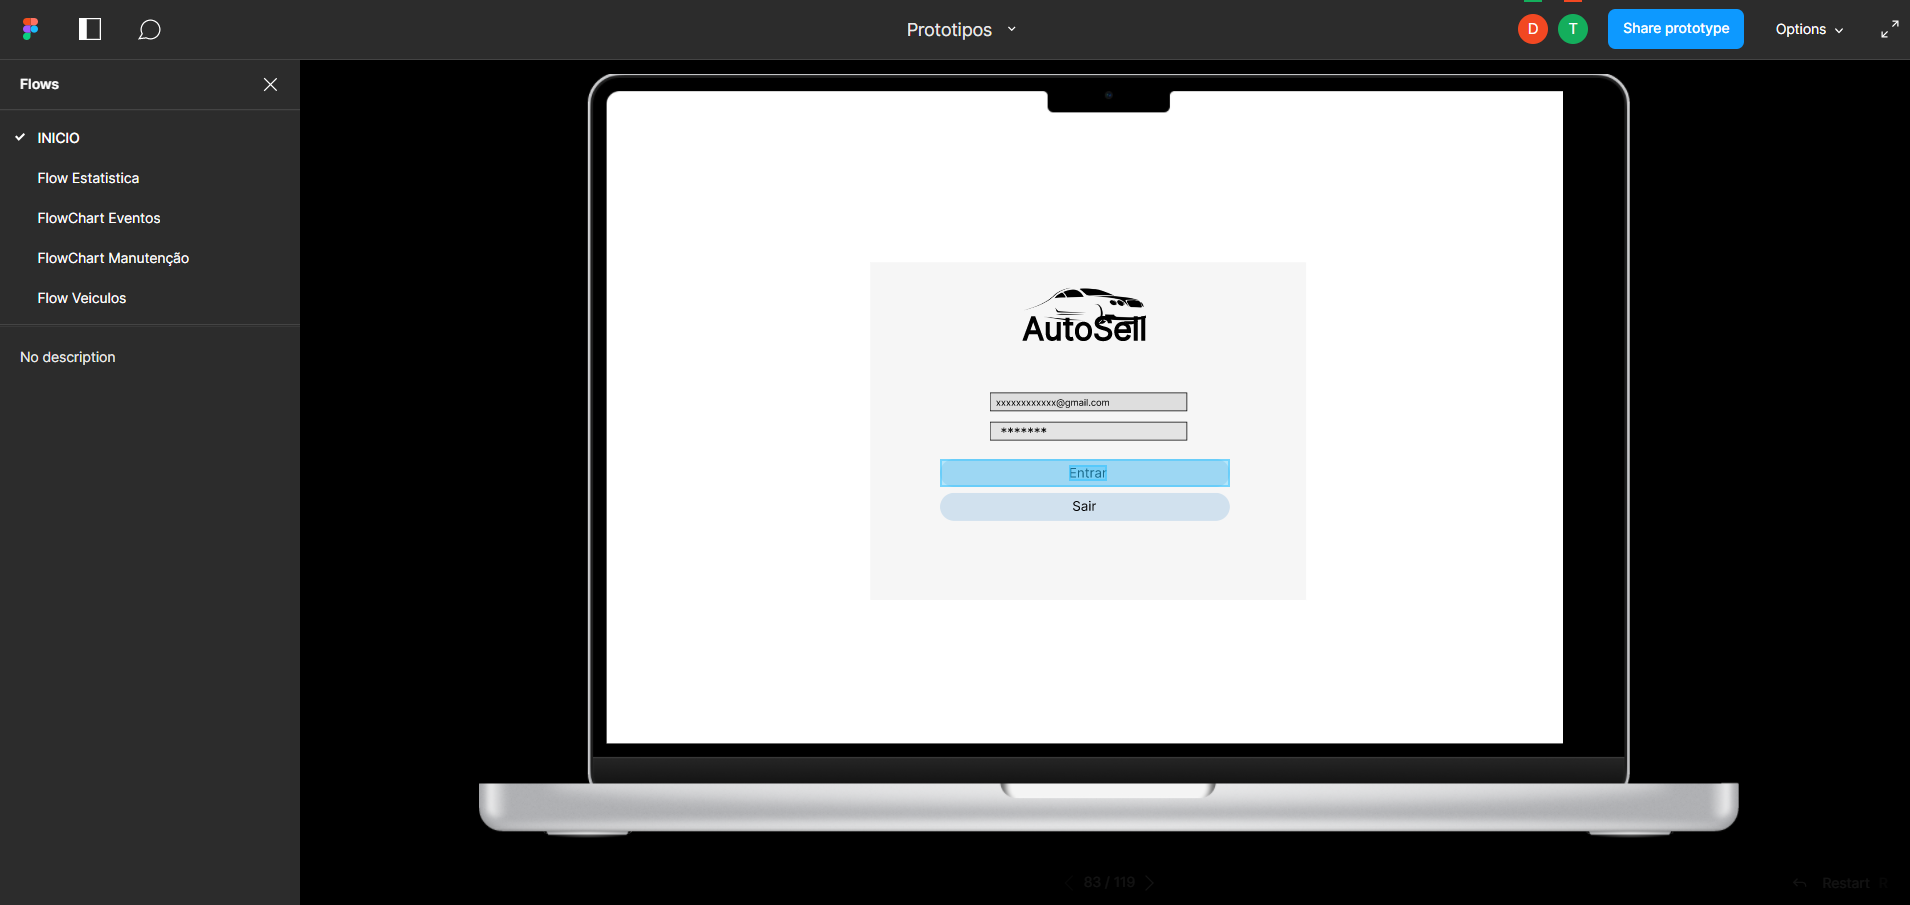 Prototipos
D
T
Share prototype
Options
Flows
INICIO
Flow Estatistica
FlowChart Eventos
FlowChart Manutenção
Flow Veiculos
No description
AutoSell
xxxxxxxxxxxx@gmail.com
*******
Entrar
Sair
83 / 119
Restart R